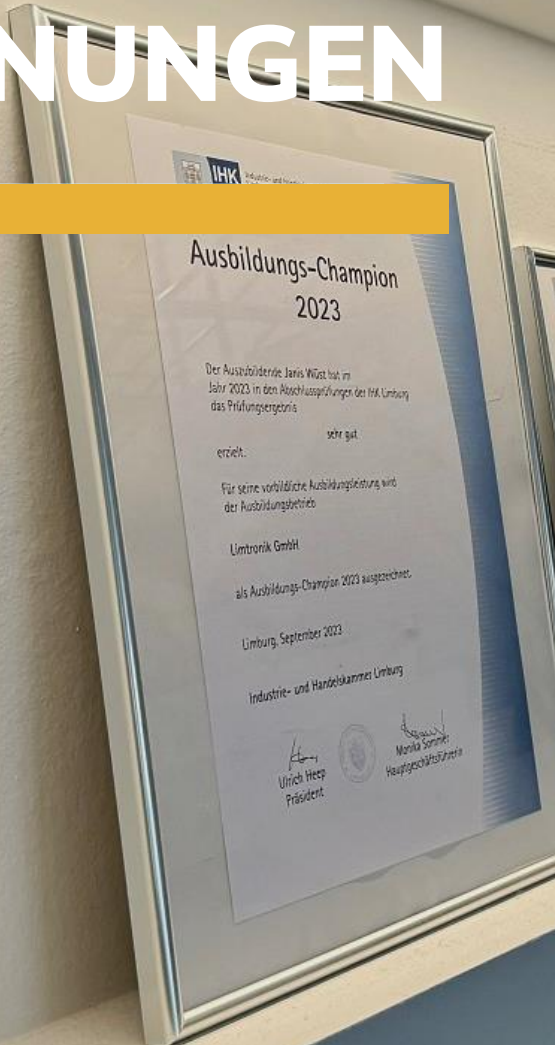 NUNGEN
IHK
Ausbildungs-Champion
2023
Der Auszubildende Janis Wüst hat im
Jahr 2023 in den Abschlussprüfungen der IHK Limburg
das Prüfungsergebnis
sehr gut
erzielt.
Für seine vorbildliche Ausbildungsleistung wird
der Ausbildungsbetrieb
Limtronik GmbH
als Ausbildungs-Champion 2023 ausgezeichnet.
Limburg, September 2023
Industrie- und Handelskammer Limburg
Ulrich Heep
Präsident
Monika Sommer
Hauptgeschäftsführerin